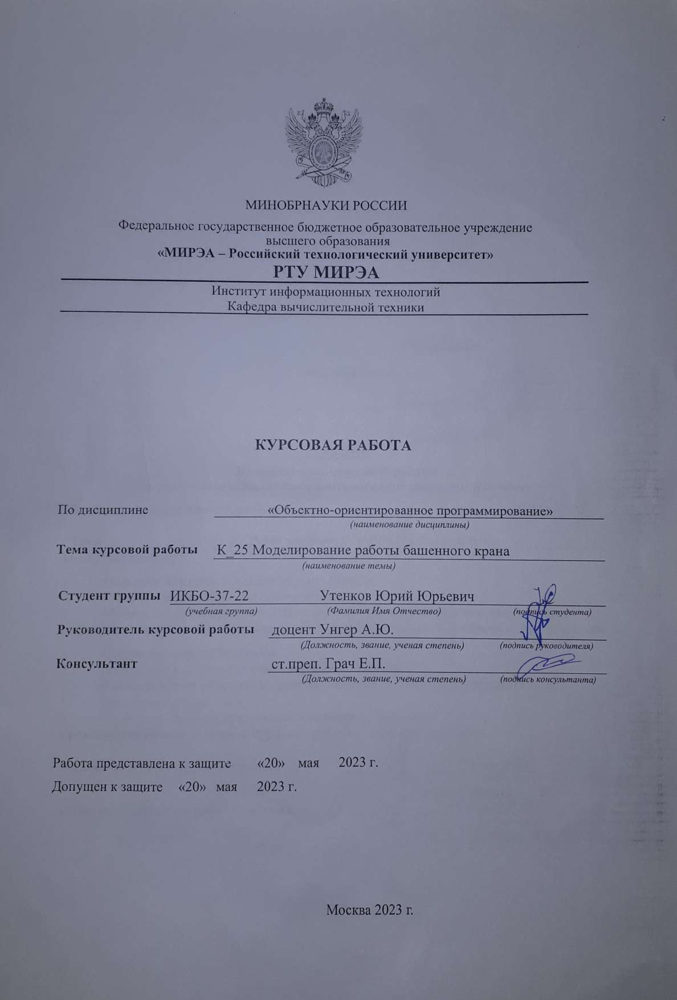 МИНОБРНАУКИ РОССИИ
Федеральное государственное бюджетное образовательное учреждение
высшего образования
«МИРЭА – Российский технологический университет»
РТУ МИРЭА
Институт информационных технологий
Кафедра вычислительной техники
КУРСОВАЯ РАБОТА
По дисциплине «Объектно-ориентированное программирование»
(наименование дисциплины)
Тема курсовой работы К_25 Моделирование работы башенного крана
(наименование темы)
Студент группы ИКБО-37-22 Утенков Юрий Юрьевич
(учебная группа) (Фамилия Имя Отчество) (подпись студента)
Руководитель курсовой работы доцент Унгер А.Ю.
(Должность, звание, ученая степень) (подпись руководителя)
Консультант ст.преп. Грач Е.П.
(Должность, звание, ученая степень) (подпись консультанта)
Работа представлена к защите «20» мая 2023 г.
Допущен к защите «20» мая 2023 г.
Москва 2023 г.